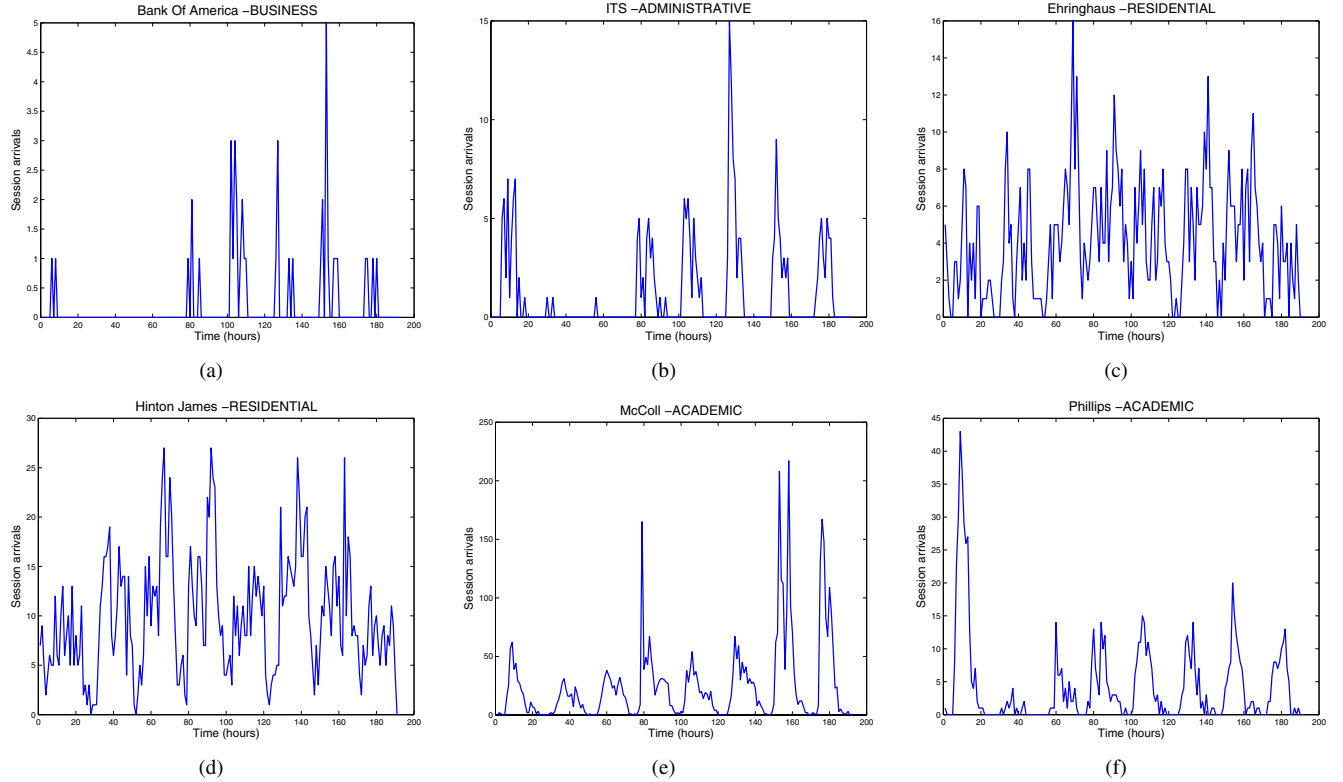 Bank Of America −BUSINESS
5
4.5
4
3.5
3
2.5
2
1.5
1
0.5
0
Session arrivals
0 20 40 60 80 100 120 140 160 180 200
Time (hours)
(a)
ITS −ADMINISTRATIVE
15
10
5
0
Session arrivals
0 20 40 60 80 100 120 140 160 180 200
Time (hours)
(b)
Ehringhaus −RESIDENTIAL
16
14
12
10
8
6
4
2
0
Session arrivals
0 20 40 60 80 100 120 140 160 180 200
Time (hours)
(c)
Hinton James −RESIDENTIAL
30
25
20
15
10
5
0
Session arrivals
0 20 40 60 80 100 120 140 160 180 200
Time (hours)
(d)
McColl −ACADEMIC
250
200
150
100
50
0
Session arrivals
0 20 40 60 80 100 120 140 160 180 200
Time (hours)
(e)
Phillips −ACADEMIC
45
40
35
30
25
20
15
10
5
0
Session arrivals
0 20 40 60 80 100 120 140 160 180 200
Time (hours)
(f)